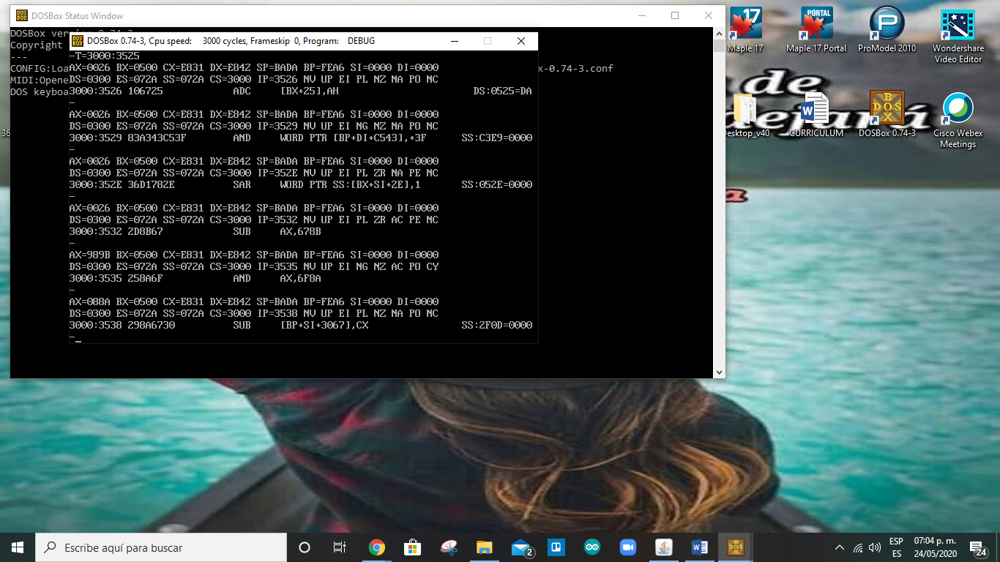 DOSBox Status Window
DOSBox version 0.74-3
Copyright
---
CONFIG:Loa
x-0.74-3.conf
MIDI:Opene
DOS keyboa
DOSBox 0.74-3, Cpu speed: 3000 cycles, Frameskip 0, Program: DEBUG
-T=3000:3525
AX=0026 BX=0500 CX=E831 DX=E842 SP=BADA BP=FEA6 SI=0000 DI=0000
DS=0300 ES=072A SS=072A CS=3000 IP=3526 NV UP EI PL NZ NA PO NC
3000:3526 106725 ADC [BX+25],AH DS:0525=DA
-
AX=0026 BX=0500 CX=E831 DX=E842 SP=BADA BP=FEA6 SI=0000 DI=0000
DS=0300 ES=072A SS=072A CS=3000 IP=3529 NV UP EI NG NZ NA PO NC
3000:3529 83A343C53F AND WORD PTR [BP+DI+C543],+3F SS:C3E9=0000
-
AX=0026 BX=0500 CX=E831 DX=E842 SP=BADA BP=FEA6 SI=0000 DI=0000
DS=0300 ES=072A SS=072A CS=3000 IP=352E NV UP EI PL ZR NA PE NC
3000:352E 36D1782E SAR WORD PTR SS:[BX+SI+2E],1 SS:052E=0000
-
AX=0026 BX=0500 CX=E831 DX=E842 SP=BADA BP=FEA6 SI=0000 DI=0000
DS=0300 ES=072A SS=072A CS=3000 IP=3532 NV UP EI PL ZR AC PE NC
3000:3532 2D8B67 SUB AX,678B
-
AX=989B BX=0500 CX=E831 DX=E842 SP=BADA BP=FEA6 SI=0000 DI=0000
DS=0300 ES=072A SS=072A CS=3000 IP=3535 NV UP EI NG NZ AC PO CY
3000:3535 258A6F AND AX,6F8A
-
AX=088A BX=0500 CX=E831 DX=E842 SP=BADA BP=FEA6 SI=0000 DI=0000
DS=0300 ES=072A SS=072A CS=3000 IP=3538 NV UP EI PL NZ NA PO NC
3000:3538 298A6730 SUB [BP+SI+3067],CX SS:2F0D=0000
-_
36
Maple 17
Maple 17 Portal
ProModel 2010
Wondershare
Video Editor
de
dejará
a
Desktop_v40
CURRICULUM
DOSBox 0.74-3
Cisco Webex
Meetings
Escribe aquí para buscar
2
ESP
ES
07:04 p. m.
24/05/2020
24